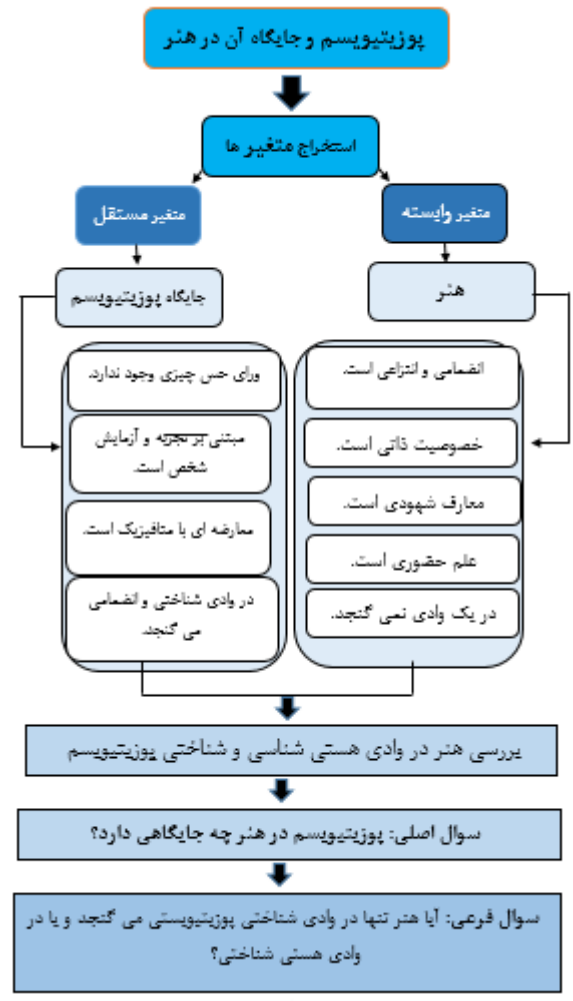 پوزیتیویسم و جایگاه آن در هنر
استخراج متغیر ها
متغیر وابسته
متغیر مستقل
هنر
جایگاه پوزیتیویسم
انضمامی و انتزاعی است.
خصوصیت ذاتی است.
معارف شهودی است.
علم حضوری است.
در یک وادی نمی گنجد.
ورای حس چیزی وجود ندارد.
مبتنی بر تجربه و آزمایش
شخص است.
معارضه ای با متافیزیک است.
در وادی شناختی و انضمامی
می گنجد.
بررسی هنر در وادی هستی شناسی و شناختی پوزیتیویسم
سوال اصلی: پوزیتیویسم در هنر چه جایگاهی دارد؟
سوال فرعی: آیا هنر تنها در وادی شناختی پوزیتیویستی می گنجد و یا در
وادی هستی شناختی؟